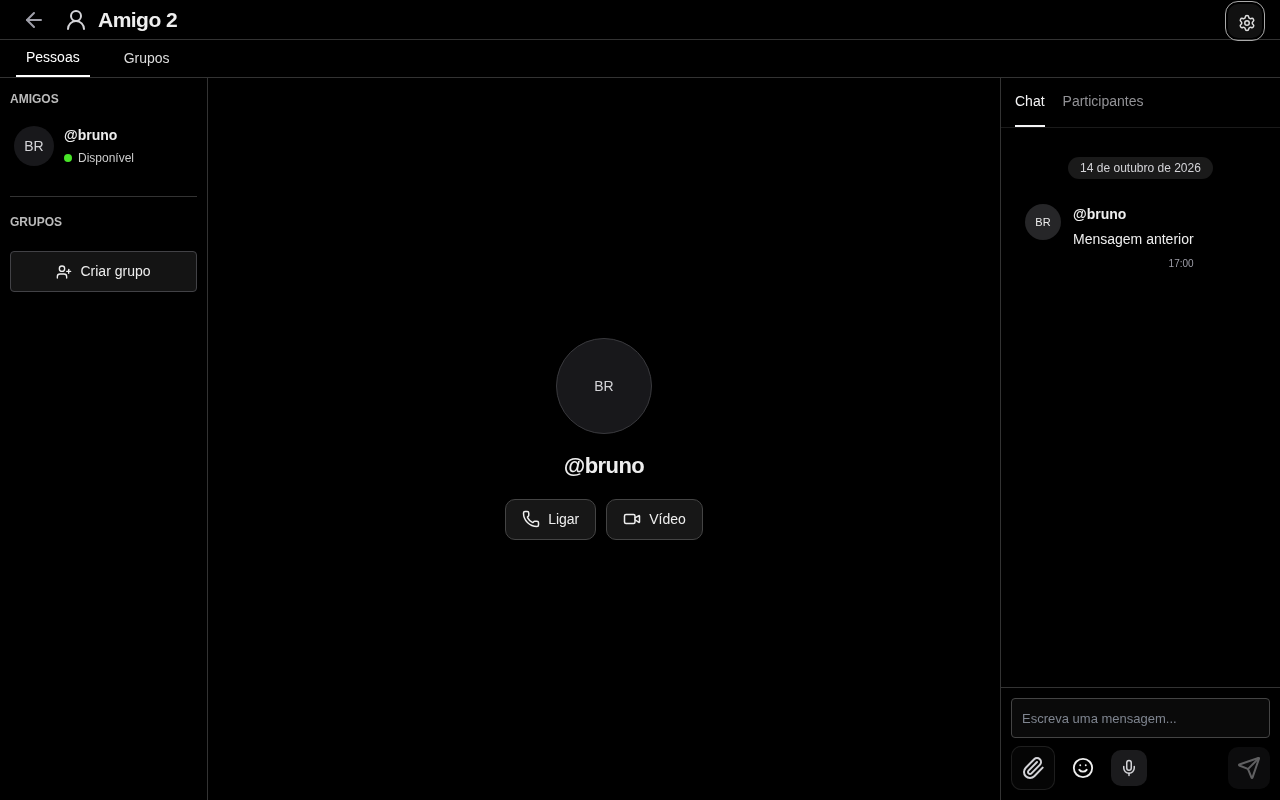 Amigo 2
Pessoas
Grupos
AMIGOS
BR
@bruno
Disponível
GRUPOS
Criar grupo
BR
@bruno
Ligar
Vídeo
Chat
Participantes
14 de outubro de 2026
BR
@bruno
Mensagem anterior
17:00
Escreva uma mensagem...